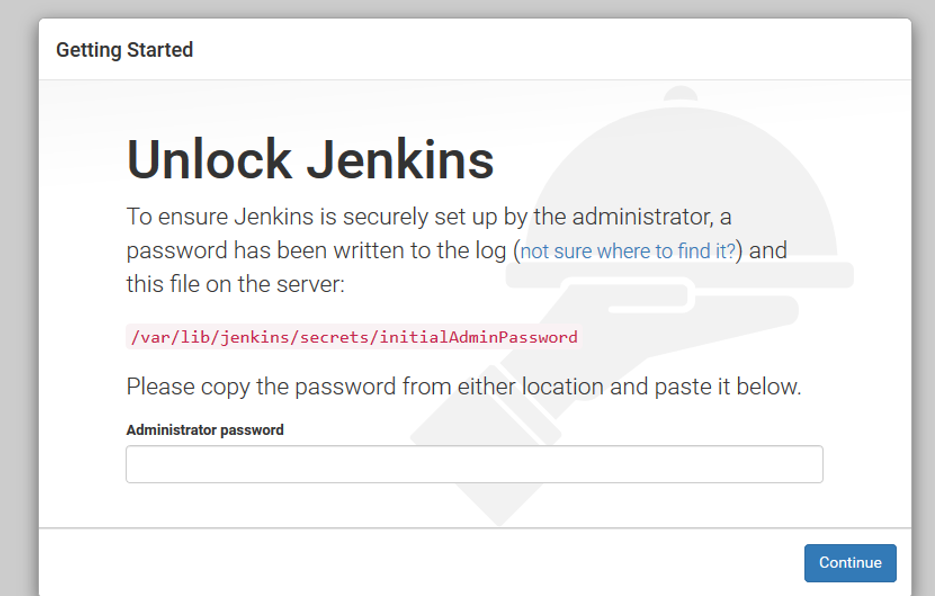 Getting Started
Unlock Jenkins
To ensure Jenkins is securely set up by the administrator, a
password has been written to the log (not sure where to find it?) and
this file on the server:
/var/lib/jenkins/secrets/initialAdminPassword
Please copy the password from either location and paste it below.
Administrator password
Continue